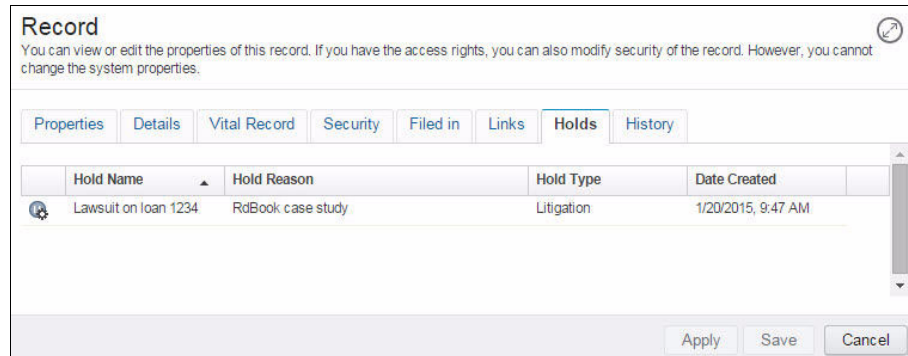 Record
You can view or edit the properties of this record. If you have the access rights, you can also modify security of the record. However, you cannot
change the system properties.
Properties Details Vital Record Security Filed in Links Holds History
Hold Name Hold Reason Hold Type Date Created
Lawsuit on loan 1234 RdBook case study Litigation 1/20/2015, 9:47 AM
Apply Save Cancel